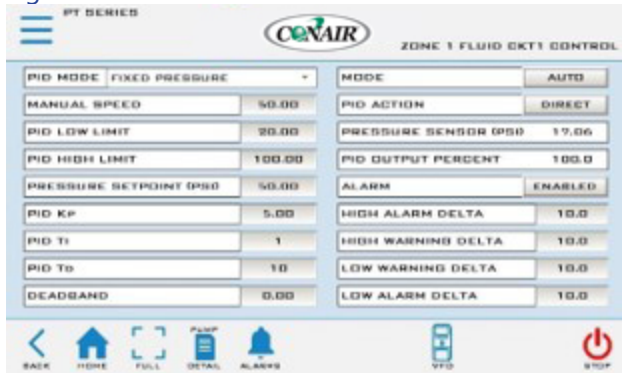 PT SERIES
CONAIR
ZONE 1 FLUID CKT1 CONTROL
PID MODE FIXED PRESSURE
MANUAL SPEED 50.00
PID LOW LIMIT 20.00
PID HIGH LIMIT 100.00
PRESSURE SETPOINT (PSI) 50.00
PID KP 5.00
PID TI 1
PID TD 10
DEADBAND 0.00
MODE AUTO
PID ACTION DIRECT
PRESSURE SENSOR (PSI) 17.06
PID OUTPUT PERCENT 100.0
ALARM ENABLED
HIGH ALARM DELTA 10.0
HIGH WARNING DELTA 10.0
LOW WARNING DELTA 10.0
LOW ALARM DELTA 10.0
BACK
HOME
FULL
PUMP
DETAIL
ALARMS
VFD
STOP